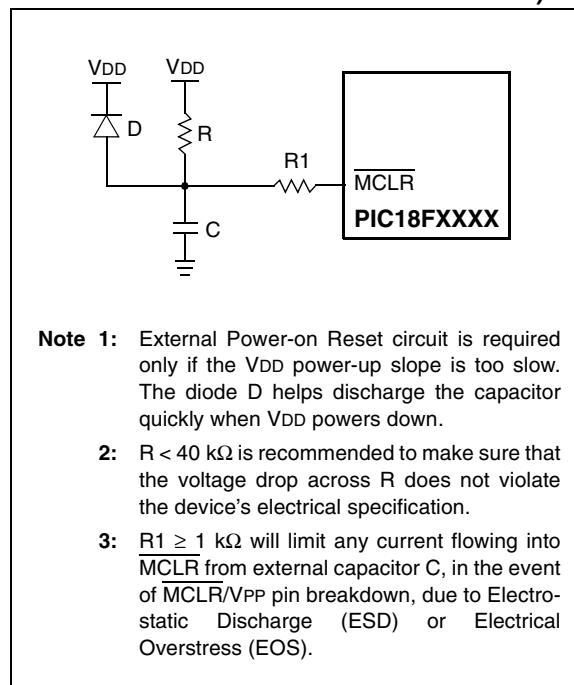 VDD VDD
D
R
R1
MCLR
PIC18FXXXX
C
Note 1: External Power-on Reset circuit is required
only if the VDD power-up slope is too slow.
The diode D helps discharge the capacitor
quickly when VDD powers down.
2: R < 40 kΩ is recommended to make sure that
the voltage drop across R does not violate
the device's electrical specification.
3: R1 ≥ 1 kΩ will limit any current flowing into
MCLR from external capacitor C, in the event
of MCLR/VPP pin breakdown, due to Electro-
static Discharge (ESD) or Electrical
Overstress (EOS).